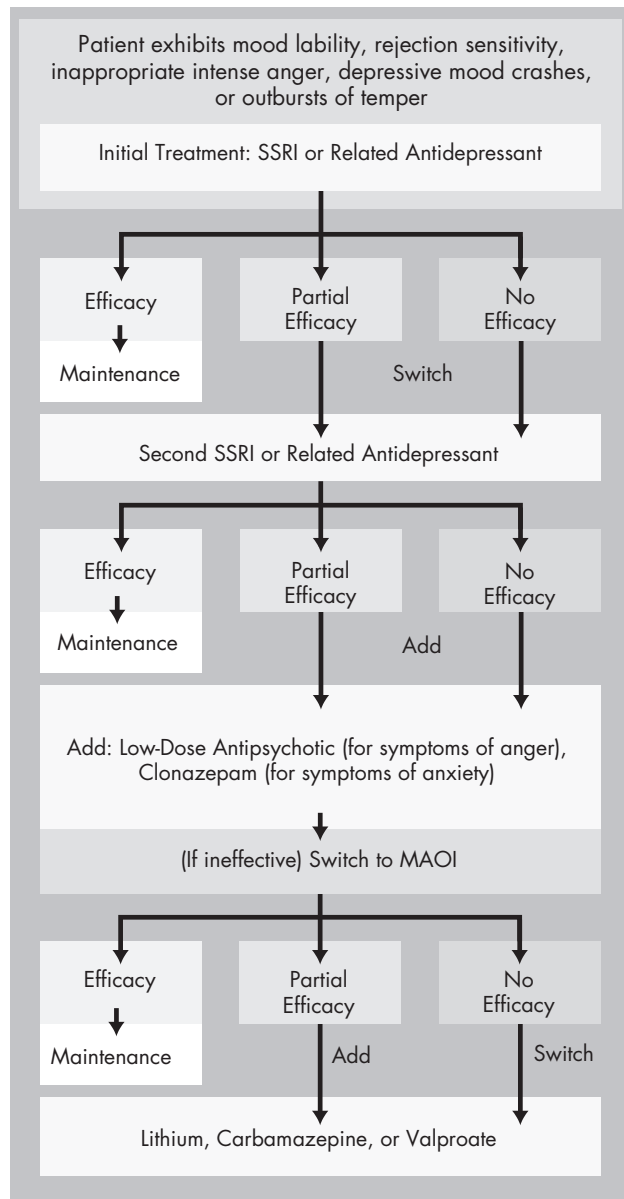 Patient exhibits mood lability, rejection sensitivity,
inappropriate intense anger, depressive mood crashes,
or outbursts of temper
Initial Treatment: SSRI or Related Antidepressant
Efficacy
Maintenance
Partial
Efficacy
No
Efficacy
Switch
Second SSRI or Related Antidepressant
Efficacy
Maintenance
Partial
Efficacy
No
Efficacy
Add
Add: Low-Dose Antipsychotic (for symptoms of anger),
Clonazepam (for symptoms of anxiety)
(If ineffective) Switch to MAOI
Efficacy
Maintenance
Partial
Efficacy
No
Efficacy
Add
Switch
Lithium, Carbamazepine, or Valproate